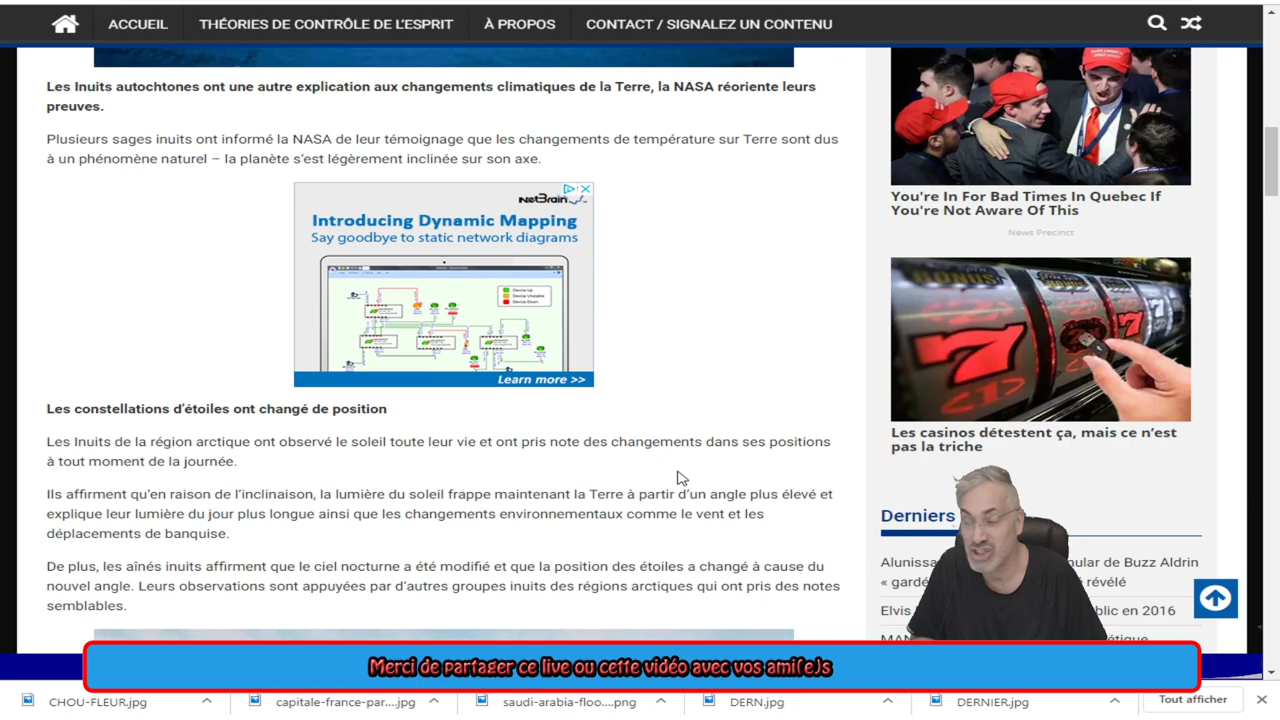 ACCUEIL
THÉORIES DE CONTRÔLE DE L'ESPRIT
À PROPOS
CONTACT / SIGNALEZ UN CONTENU
Les Inuits autochtones ont une autre explication aux changements climatiques de la Terre, la NASA réoriente leurs
preuves.
Plusieurs sages inuits ont informé la NASA de leur témoignage que les changements de température sur Terre sont dus
à un phénomène naturel – la planète s'est légèrement inclinée sur son axe.
NetBrain
Introducing Dynamic Mapping
Say goodbye to static network diagrams
Device Up
Device Unstable
Device Down
Learn more >>
Les constellations d'étoiles ont changé de position
Les Inuits de la région arctique ont observé le soleil toute leur vie et ont pris note des changements dans ses positions
à tout moment de la journée.
Ils affirment qu'en raison de l'inclinaison, la lumière du soleil frappe maintenant la Terre à partir d'un angle plus élevé et
explique leur lumière du jour plus longue ainsi que les changements environnementaux comme le vent et les
déplacements de banquise.
De plus, les aînés inuits affirment que le ciel nocturne a été modifié et que la position des étoiles a changé à cause du
nouvel angle. Leurs observations sont appuyées par d'autres groupes inuits des régions arctiques qui ont pris des notes
semblables.
You're In For Bad Times In Quebec If
You're Not Aware Of This
News Precinct
BONUS
7
7
Les casinos détestent ça, mais ce n'est
pas la triche
Derniers
Alunissa
ular de Buzz Aldrin
« gardé
révélé
Elvis
blic en 2016
Merci de partager ce live ou cette vidéo avec vos ami(e)s
CHOU-FLEUR.jpg
capitale-france-par....jpg
saudi-arabia-floo....png
DERN.jpg
DERNIER.jpg
Tout afficher